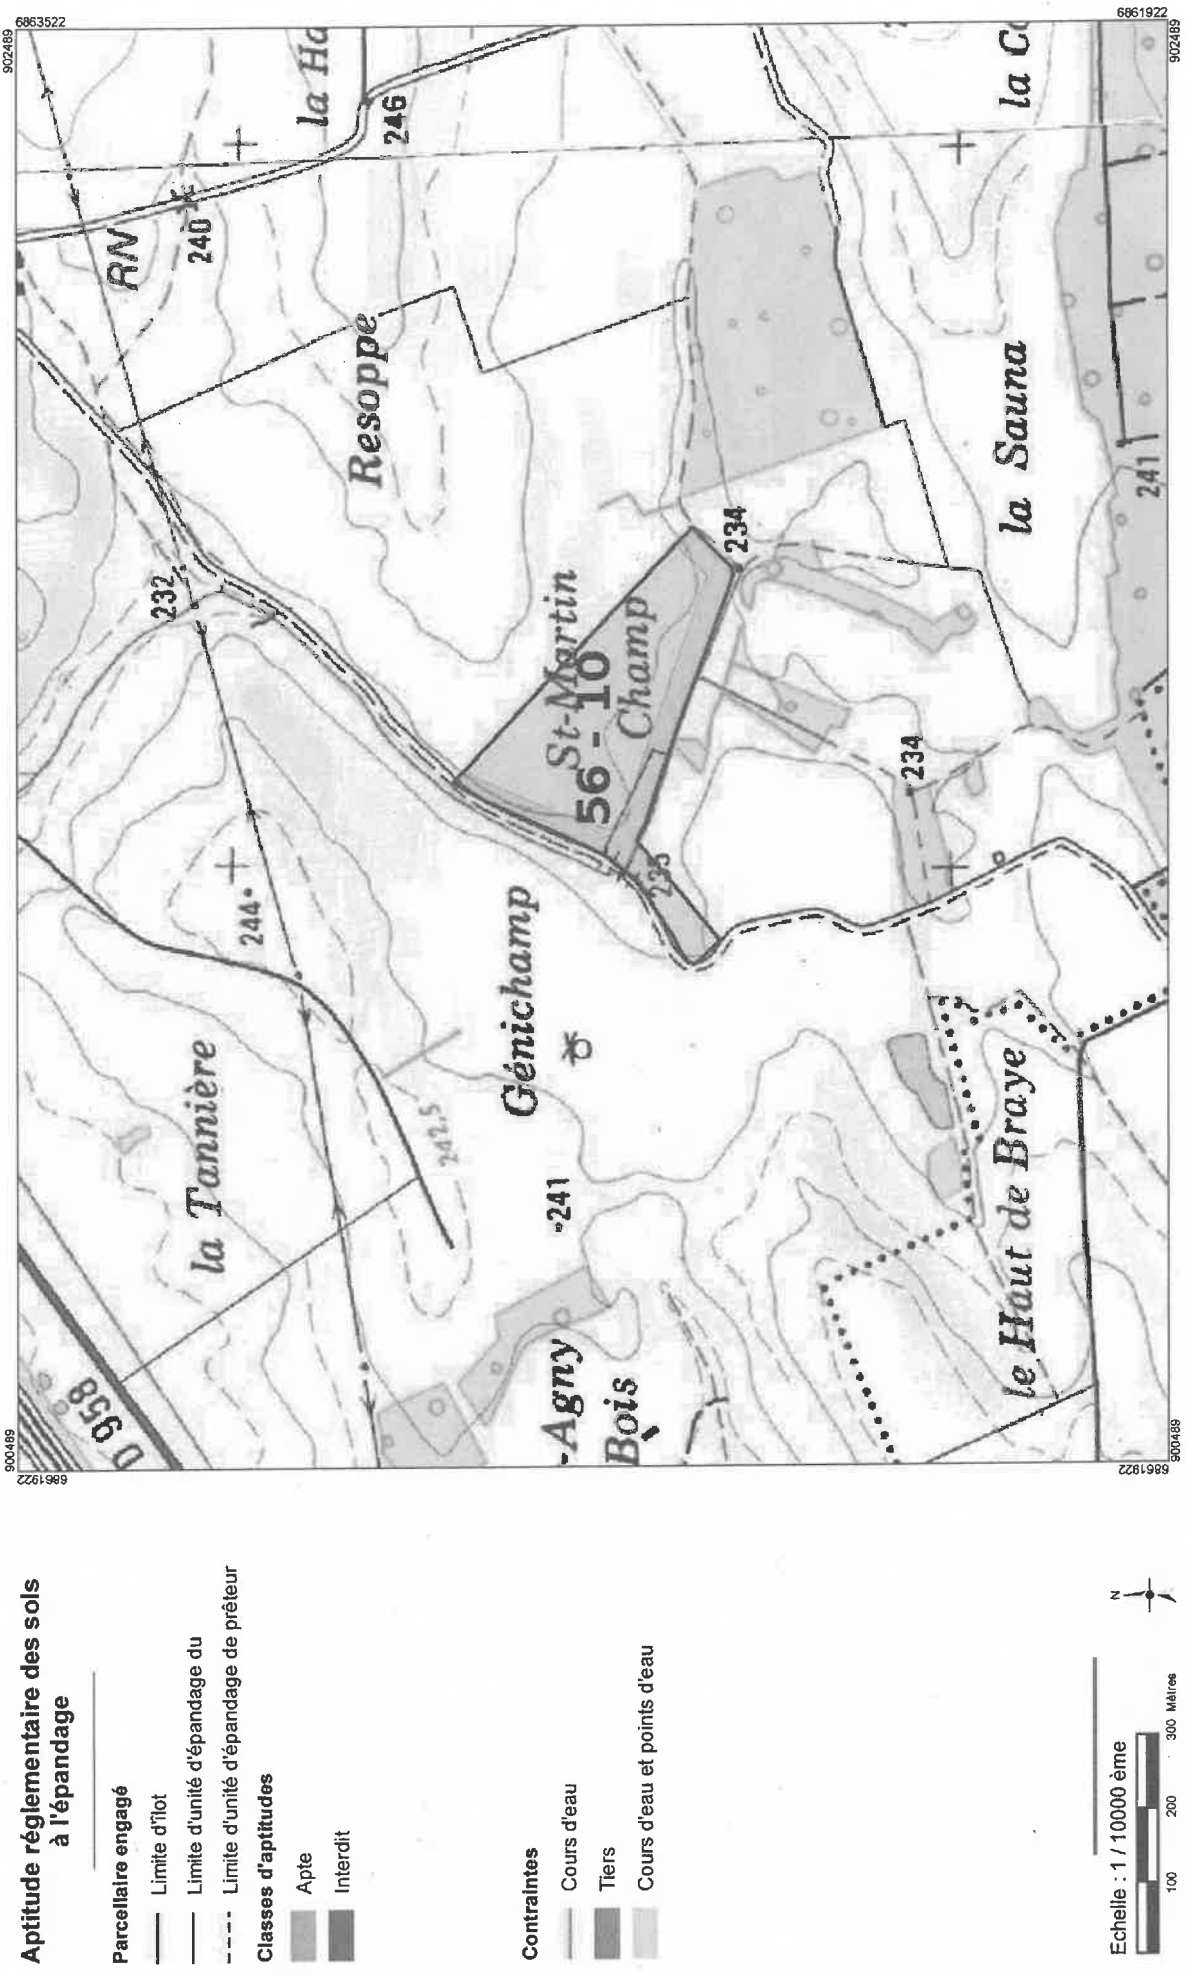 Aptitude réglementaire des sols
à l'épandage
Parcellaire engagé
Limite d'îlot
Limite d'unité d'épandage du
Limite d'unité d'épandage de prêteur
Classes d'aptitudes
Apte
Interdit
Contraintes
Cours d'eau
Tiers
Cours d'eau et points d'eau
Echelle : 1 / 10000 ème
100
200
300 Mètres
N
900489
6861922
902489
6863522
6861922
902489
900489
6861922
D 958
la Tannière
244
232
RN
240
la Ha
246
242,5
Resoppe
Génichamp
241
-Agny
Bois
St-Martin
Champ
56 - 10
235
234
234
le Haut de Braye
la Sauna
la Co
241